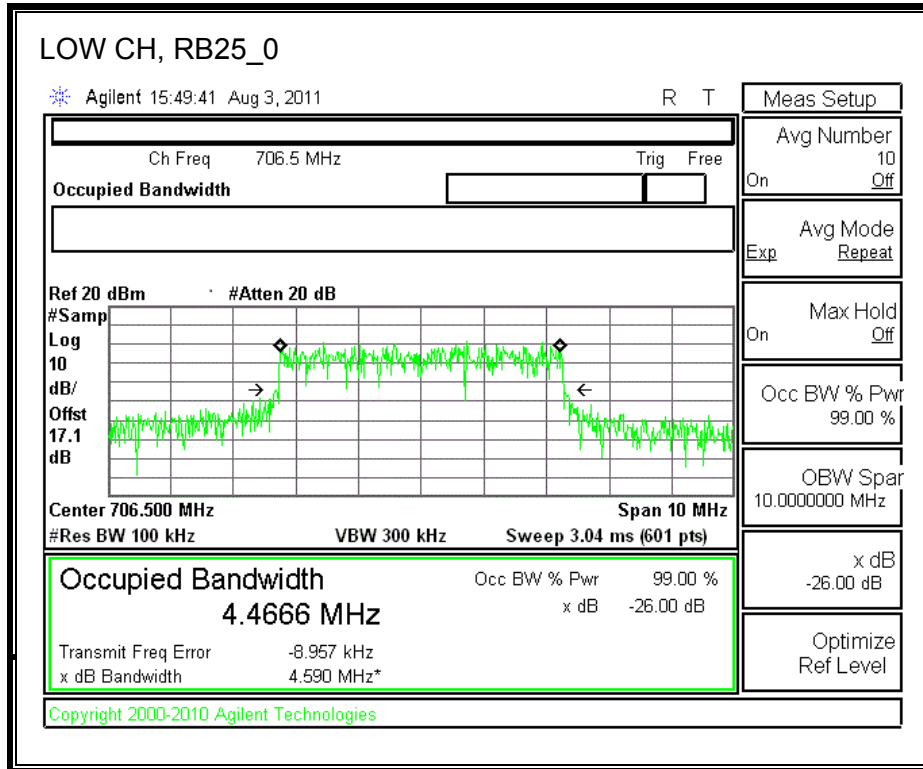 LOW CH, RB25_0
Agilent 15:49:41 Aug 3, 2011 R T
Ch Freq 706.5 MHz Trig Free
Occupied Bandwidth
Ref 20 dBm #Atten 20 dB
#Samp
Log
10
dB/
Offst
17.1
dB
Center 706.500 MHz Span 10 MHz
#Res BW 100 kHz VBW 300 kHz Sweep 3.04 ms (601 pts)
Occupied Bandwidth Occ BW % Pwr 99.00 %
4.4666 MHz x dB -26.00 dB
Transmit Freq Error -8.957 kHz
x dB Bandwidth 4.590 MHz*
Copyright 2000-2010 Agilent Technologies
Meas Setup
Avg Number
10
On Off
Avg Mode
Exp Repeat
Max Hold
On Off
Occ BW % Pwr
99.00 %
OBW Span
10.0000000 MHz
x dB
-26.00 dB
Optimize
Ref Level